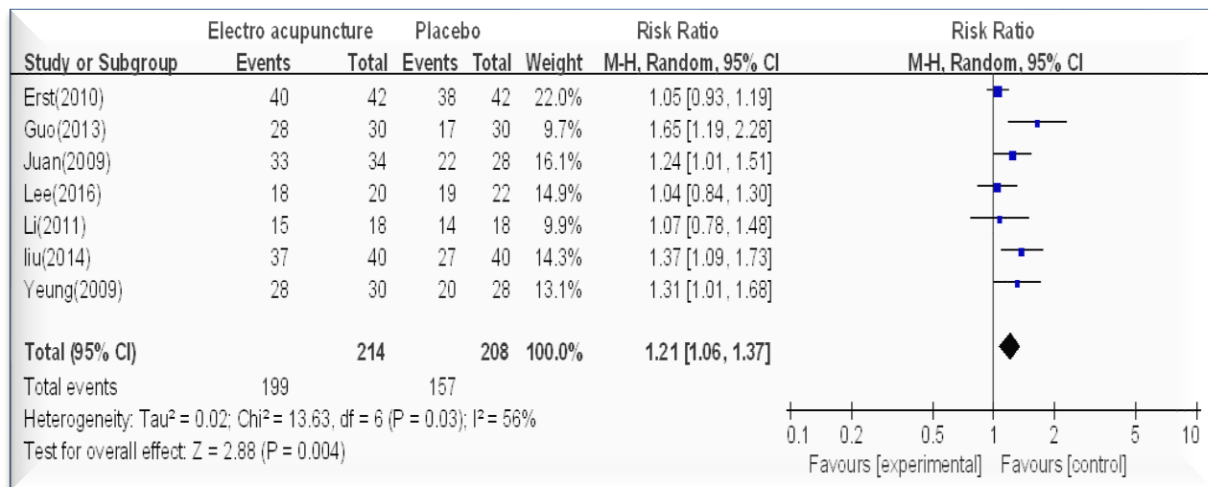 Electro acupuncture Placebo Risk Ratio Risk Ratio
Study or Subgroup Events Total Events Total Weight M-H, Random, 95% CI M-H, Random, 95% CI
Erst(2010) 40 42 38 42 22.0% 1.05 [0.93, 1.19]
Guo(2013) 28 30 17 30 9.7% 1.65 [1.19, 2.28]
Juan(2009) 33 34 22 28 16.1% 1.24 [1.01, 1.51]
Lee(2016) 18 20 19 22 14.9% 1.04 [0.84, 1.30]
Li(2011) 15 18 14 18 9.9% 1.07 [0.78, 1.48]
liu(2014) 37 40 27 40 14.3% 1.37 [1.09, 1.73]
Yeung(2009) 28 30 20 28 13.1% 1.31 [1.01, 1.68]
Total (95% CI) 214 208 100.0% 1.21 [1.06, 1.37]
Total events 199 157
Heterogeneity: Tau² = 0.02; Chi² = 13.63, df = 6 (P = 0.03); I² = 56%
Test for overall effect: Z = 2.88 (P = 0.004)
0.1 0.2 0.5 1 2 5 10
Favours [experimental] Favours [control]